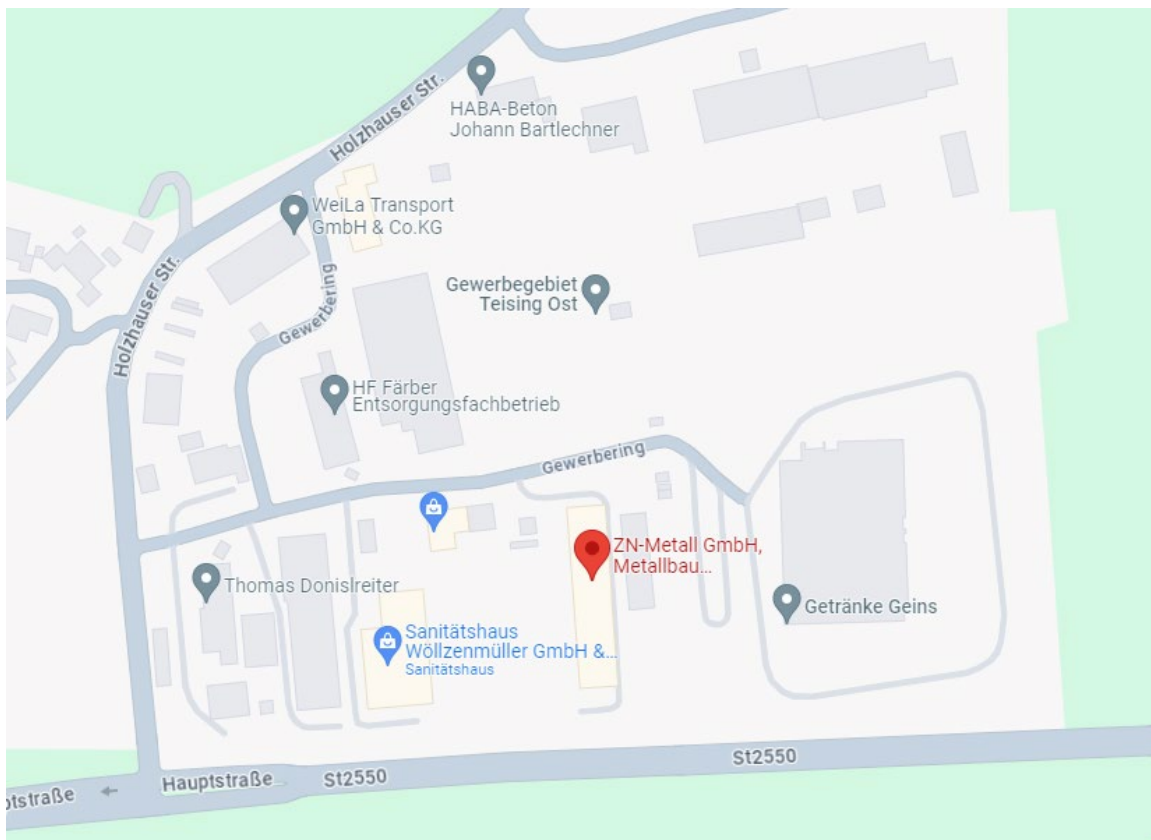 Holzhauser Str.
HABA-Beton
Johann Bartlechner
WeiLa Transport
GmbH & Co.KG
Holzhauser Str.
Gewerbering
Gewerbegebiet
Teising Ost
HF Färber
Entsorgungsfachbetrieb
Gewerbering
ZN-Metall GmbH,
Metallbau...
Thomas Donislreiter
Getränke Geins
Sanitätshaus
Wöllzenmüller GmbH &...
Sanitätshaus
St2550
Hauptstraße
St2550
ptstraße